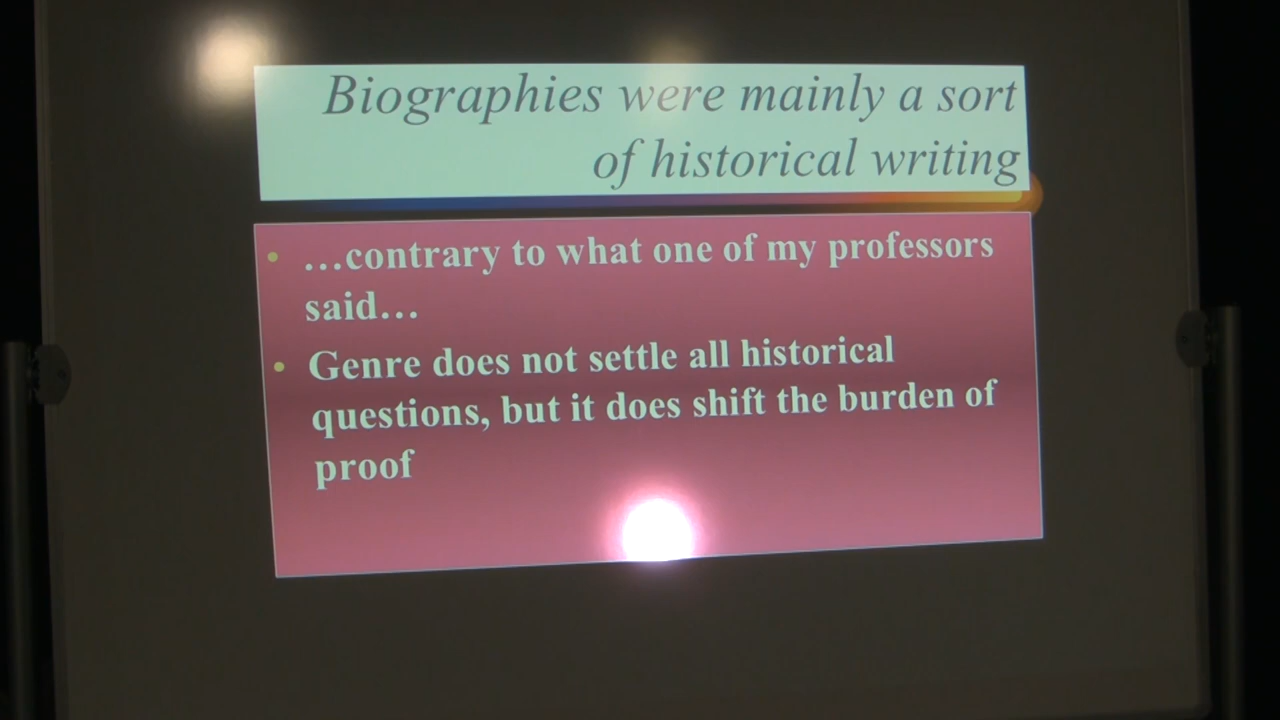 Biographies were mainly a sort
of historical writing
• …contrary to what one of my professors
said…
• Genre does not settle all historical
questions, but it does shift the burden of
proof